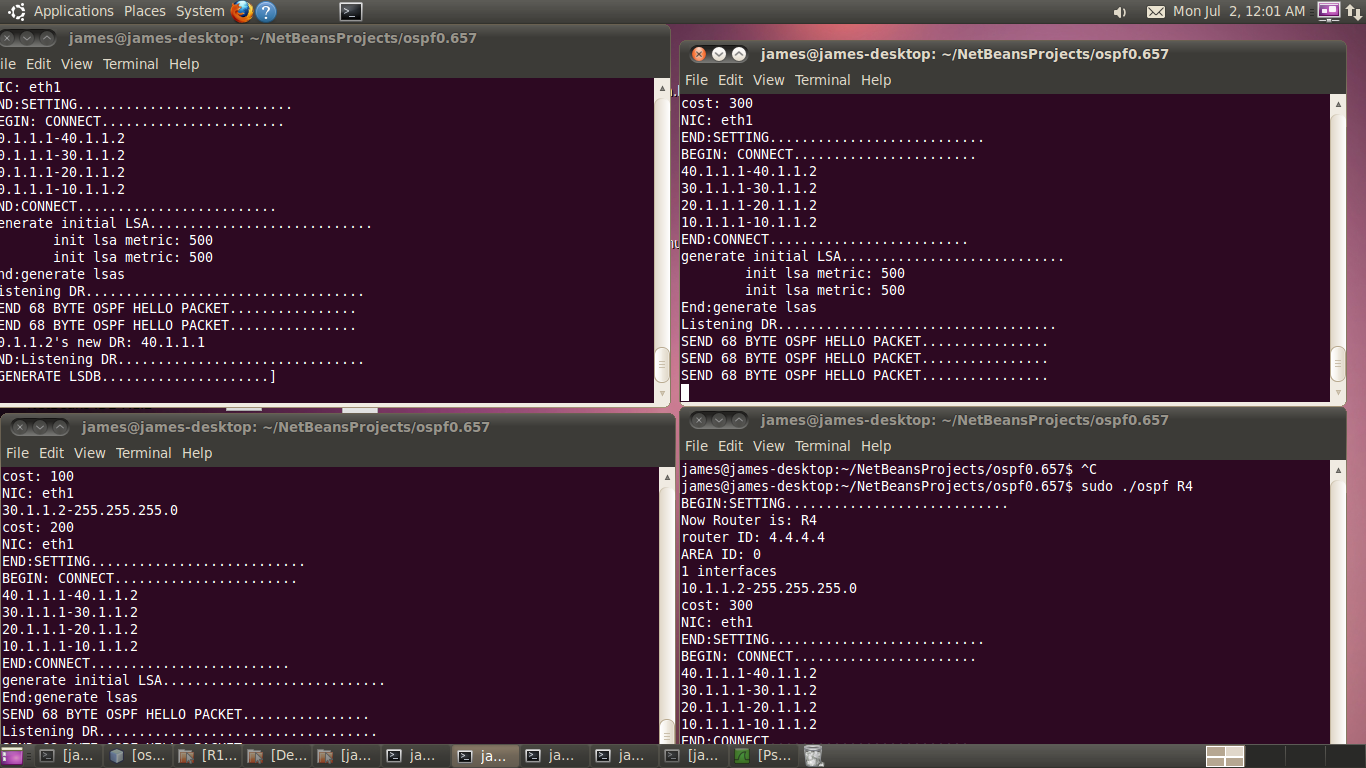 Applications Places System
Mon Jul 2, 12:01 AM
james@james-desktop: ~/NetBeansProjects/ospf0.657
ile Edit View Terminal Help
IC: eth1
ND:SETTING...........................
EGIN: CONNECT.......................
0.1.1.1-40.1.1.2
0.1.1.1-30.1.1.2
0.1.1.1-20.1.1.2
0.1.1.1-10.1.1.2
ND:CONNECT.........................
enerate initial LSA............................
init lsa metric: 500
init lsa metric: 500
nd:generate lsas
istening DR...................................
END 68 BYTE OSPF HELLO PACKET................
END 68 BYTE OSPF HELLO PACKET................
0.1.1.2's new DR: 40.1.1.1
ND:Listening DR...............................
GENERATE LSDB.....................]
james@james-desktop: ~/NetBeansProjects/ospf0.657
File Edit View Terminal Help
cost: 300
NIC: eth1
END:SETTING...........................
BEGIN: CONNECT.......................
40.1.1.1-40.1.1.2
30.1.1.1-30.1.1.2
20.1.1.1-20.1.1.2
10.1.1.1-10.1.1.2
END:CONNECT.........................
generate initial LSA............................
init lsa metric: 500
init lsa metric: 500
End:generate lsas
Listening DR...................................
SEND 68 BYTE OSPF HELLO PACKET................
SEND 68 BYTE OSPF HELLO PACKET................
SEND 68 BYTE OSPF HELLO PACKET................
james@james-desktop: ~/NetBeansProjects/ospf0.657
File Edit View Terminal Help
cost: 100
NIC: eth1
30.1.1.2-255.255.255.0
cost: 200
NIC: eth1
END:SETTING...........................
BEGIN: CONNECT.......................
40.1.1.1-40.1.1.2
30.1.1.1-30.1.1.2
20.1.1.1-20.1.1.2
10.1.1.1-10.1.1.2
END:CONNECT.........................
generate initial LSA............................
End:generate lsas
SEND 68 BYTE OSPF HELLO PACKET................
Listening DR...................................
james@james-desktop: ~/NetBeansProjects/ospf0.657
File Edit View Terminal Help
james@james-desktop:~/NetBeansProjects/ospf0.657$ ^C
james@james-desktop:~/NetBeansProjects/ospf0.657$ sudo ./ospf R4
BEGIN:SETTING............................
Now Router is: R4
router ID: 4.4.4.4
AREA ID: 0
1 interfaces
10.1.1.2-255.255.255.0
cost: 300
NIC: eth1
END:SETTING...........................
BEGIN: CONNECT.......................
40.1.1.1-40.1.1.2
30.1.1.1-30.1.1.2
20.1.1.1-20.1.1.2
10.1.1.1-10.1.1.2
END:CONNECT.........................
[ja... [os... [R1... [De... [ja... ja... ja... ja... ja... [ja... [Ps...